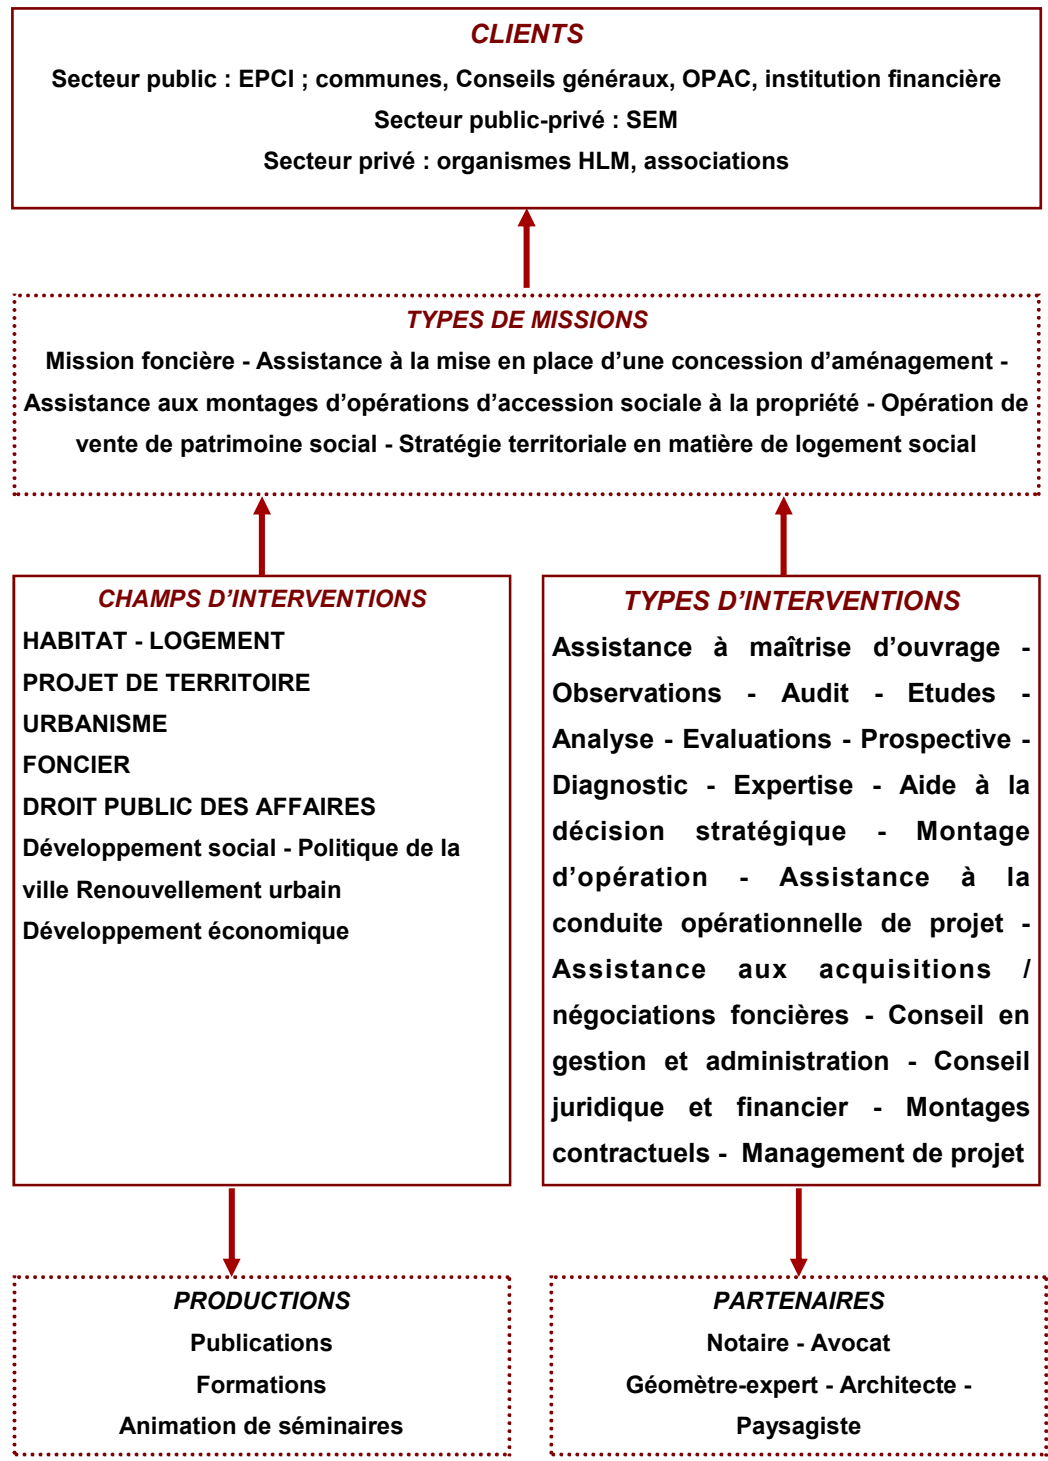 CLIENTS
Secteur public : EPCI ; communes, Conseils généraux, OPAC, institution financière
Secteur public-privé : SEM
Secteur privé : organismes HLM, associations
TYPES DE MISSIONS
Mission foncière - Assistance à la mise en place d’une concession d’aménagement -
Assistance aux montages d’opérations d’accession sociale à la propriété - Opération de
vente de patrimoine social - Stratégie territoriale en matière de logement social
CHAMPS D’INTERVENTIONS
HABITAT - LOGEMENT
PROJET DE TERRITOIRE
URBANISME
FONCIER
DROIT PUBLIC DES AFFAIRES
Développement social - Politique de la
ville Renouvellement urbain
Développement économique
TYPES D’INTERVENTIONS
Assistance à maîtrise d’ouvrage -
Observations - Audit - Etudes -
Analyse - Evaluations - Prospective -
Diagnostic - Expertise - Aide à la
décision stratégique - Montage
d’opération - Assistance à la
conduite opérationnelle de projet -
Assistance aux acquisitions /
négociations foncières - Conseil en
gestion et administration - Conseil
juridique et financier - Montages
contractuels - Management de projet
PRODUCTIONS
Publications
Formations
Animation de séminaires
PARTENAIRES
Notaire - Avocat
Géomètre-expert - Architecte -
Paysagiste